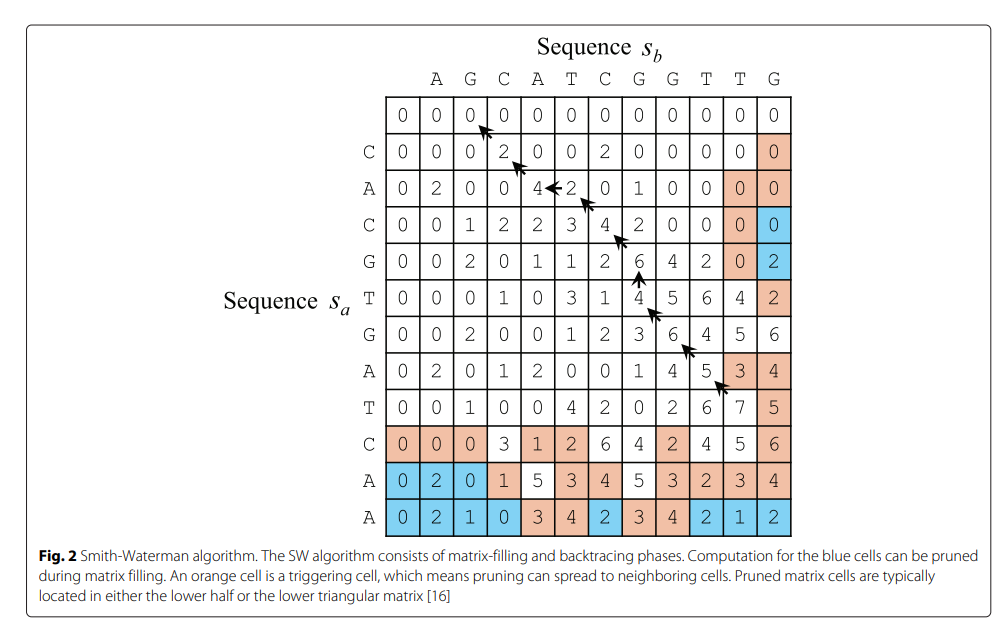 Sequence sb
A G C A T C G G T T G
0 0 0 0 0 0 0 0 0 0 0 0
C 0 0 0 2 0 0 2 0 0 0 0 0
A 0 2 0 0 4 2 0 1 0 0 0 0
C 0 0 1 2 2 3 4 2 0 0 0 0
G 0 0 2 0 1 1 2 6 4 2 0 2
Sequence sa T 0 0 0 1 0 3 1 4 5 6 4 2
G 0 0 2 0 0 1 2 3 6 4 5 6
A 0 2 0 1 2 0 0 1 4 5 3 4
T 0 0 1 0 0 4 2 0 2 6 7 5
C 0 0 0 3 1 2 6 4 2 4 5 6
A 0 2 0 1 5 3 4 5 3 2 3 4
A 0 2 1 0 3 4 2 3 4 2 1 2
Fig. 2 Smith-Waterman algorithm. The SW algorithm consists of matrix-filling and backtracing phases. Computation for the blue cells can be pruned
during matrix filling. An orange cell is a triggering cell, which means pruning can spread to neighboring cells. Pruned matrix cells are typically
located in either the lower half or the lower triangular matrix [16]